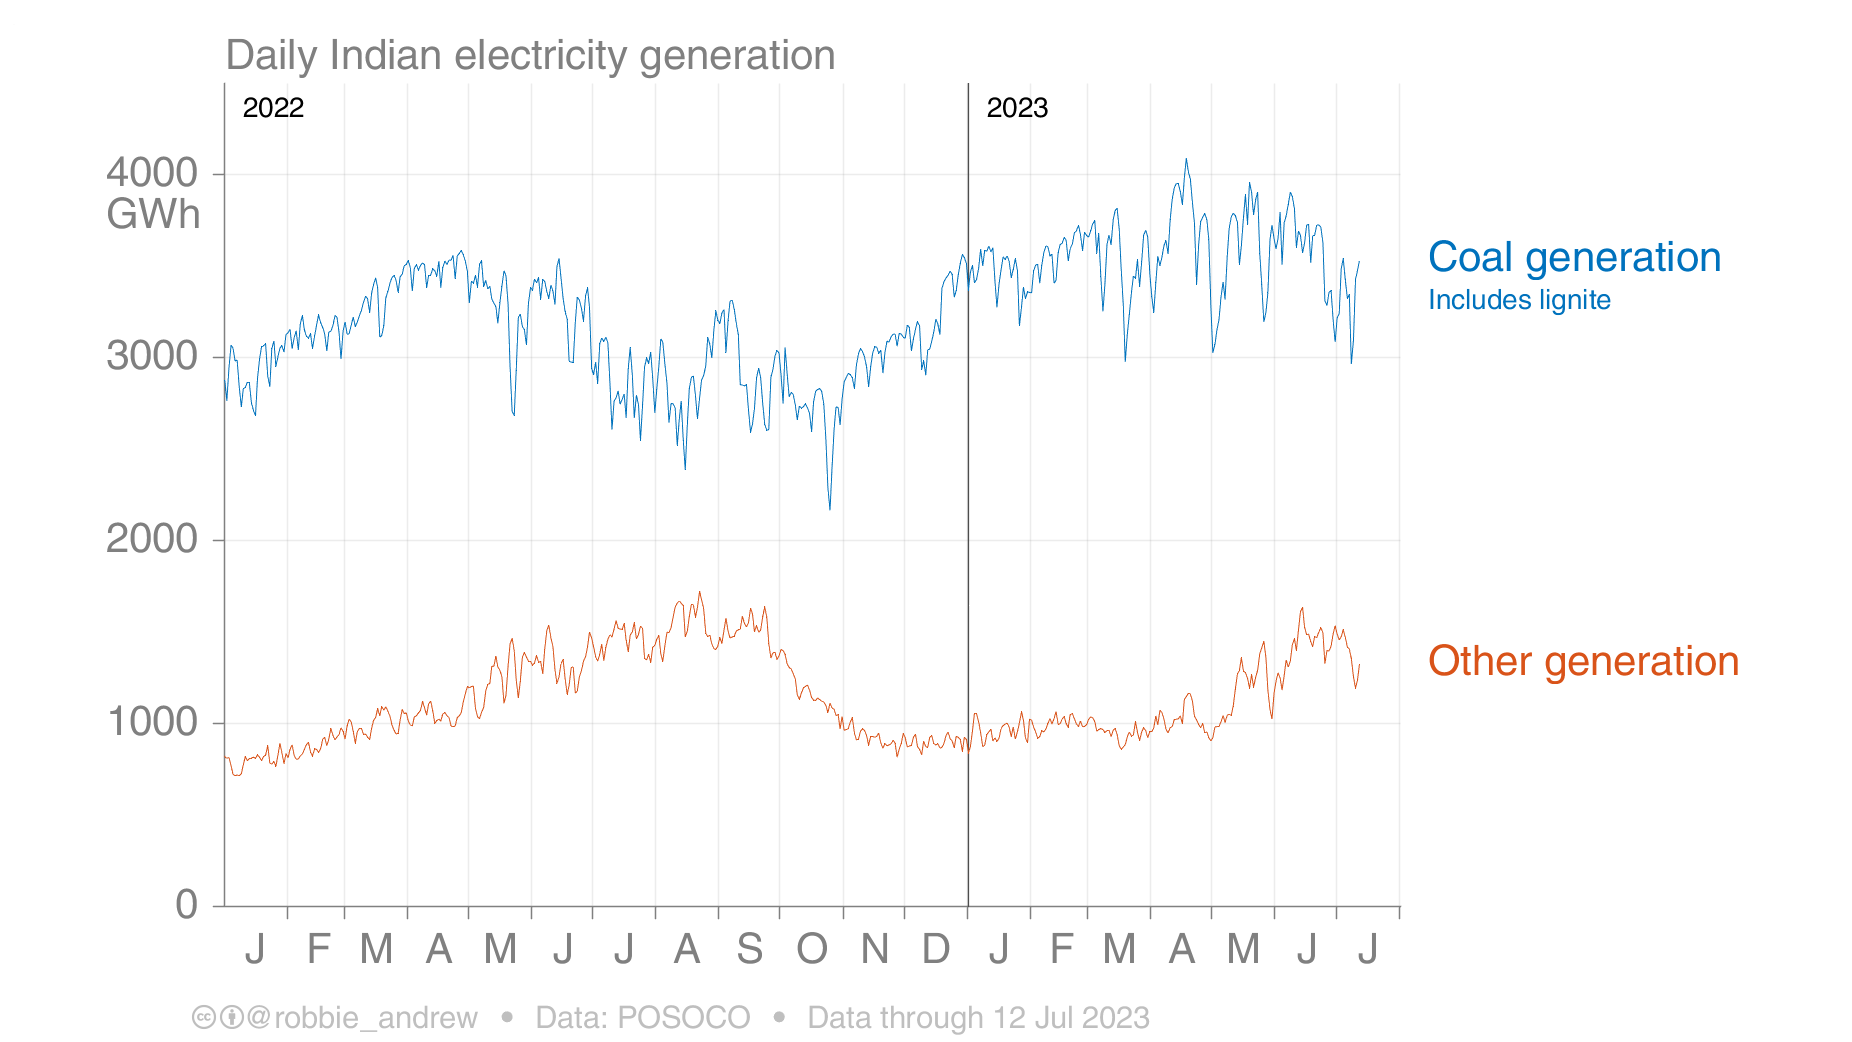 Daily Indian electricity generation
2022
2023
4000
GWh
3000
2000
1000
0
Coal generation
Includes lignite
Other generation
J F M A M J J A S O N D J F M A M J J
cc @robbie_andrew • Data: POSOCO • Data through 12 Jul 2023